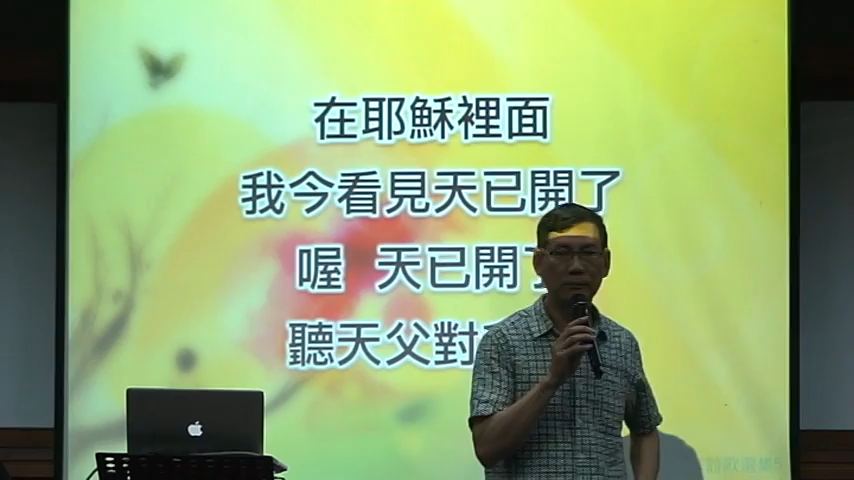 在耶穌裡面
我今看見天已開了
喔 天已開了
聽天父對